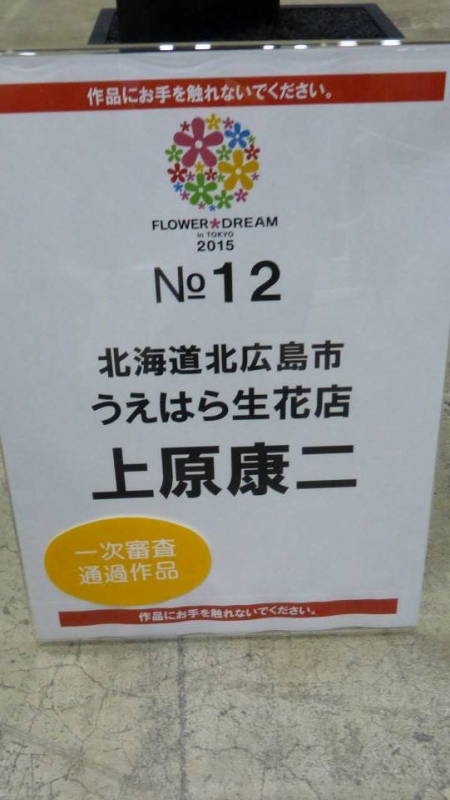 作品にお手を触れないでください。
FLOWER*DREAM
in TOKYO
2015
№12
北海道北広島市
うえはら生花店
上原康二
一次審査
通過作品
作品にお手を触れないでください。